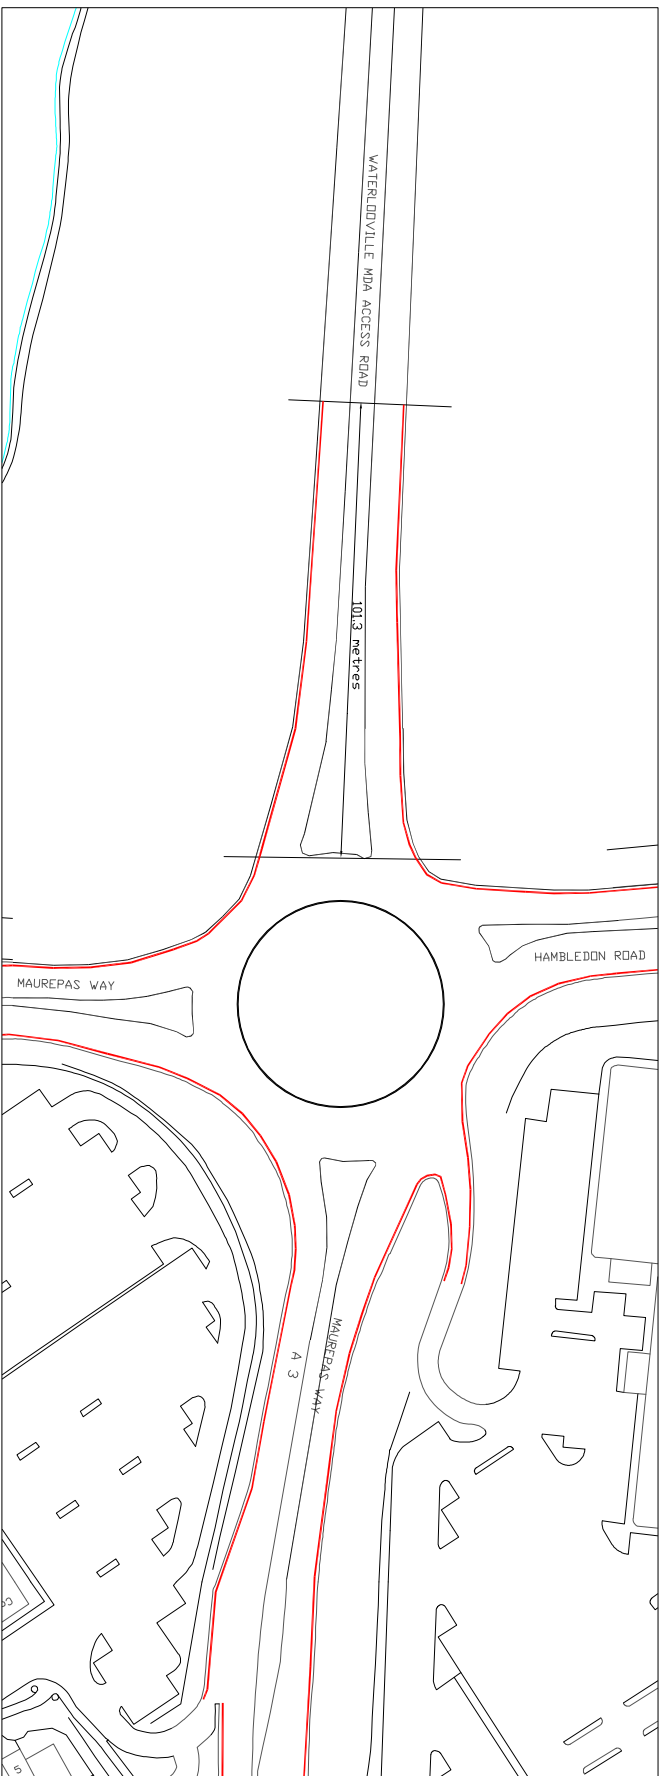 WATERLOOVILLE MDA ACCESS ROAD
101.3 metres
HAMBLEDON ROAD
MAUREPAS WAY
MAUREPAS WAY
A 3
5